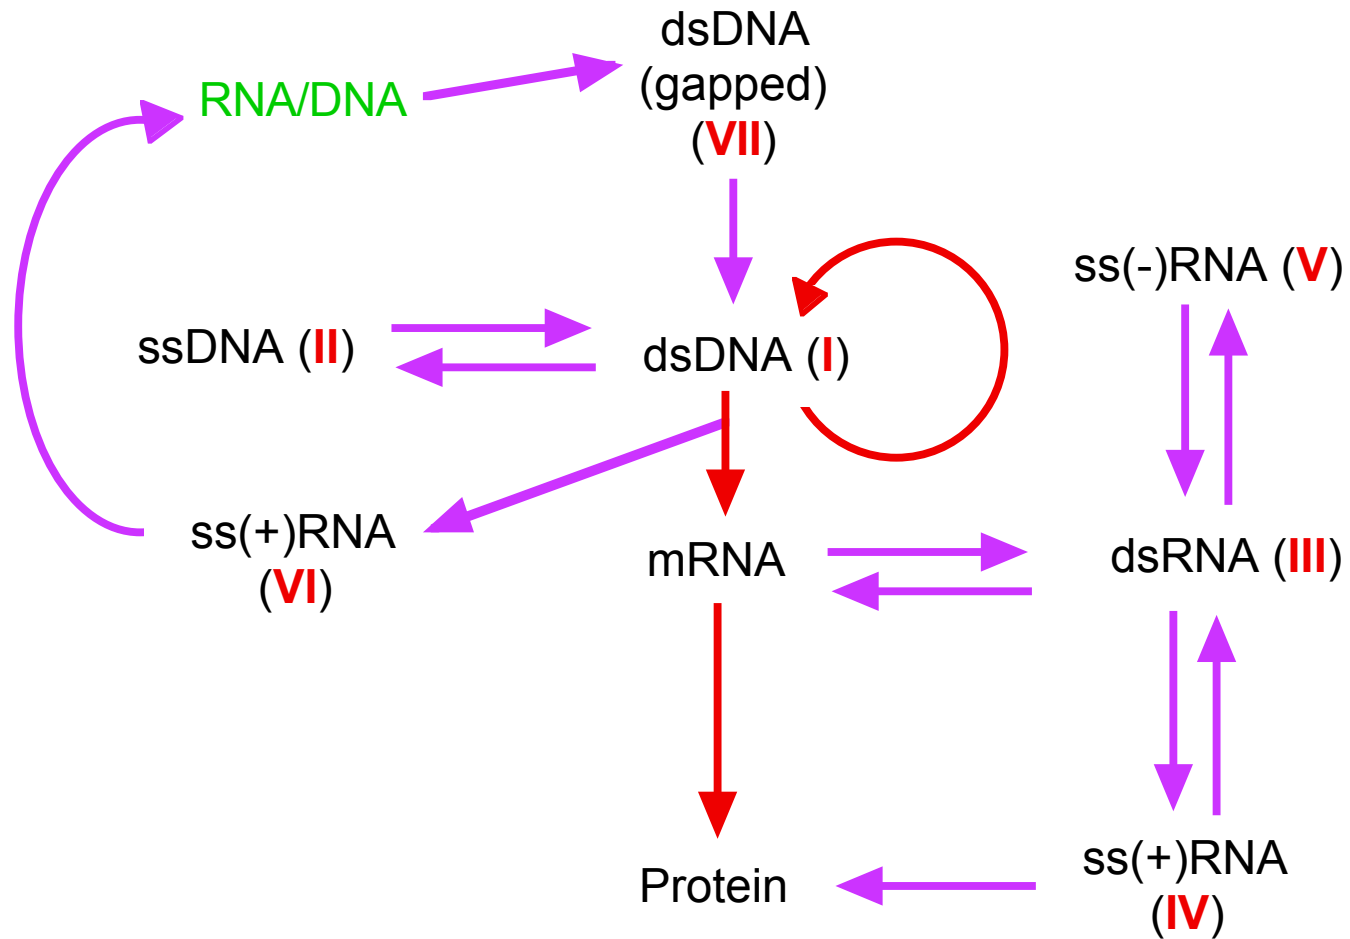 dsDNA
(gapped)
(VII)
RNA/DNA
ss(-)RNA (V)
ssDNA (II)
dsDNA (I)
ss(+)RNA
(VI)
mRNA
dsRNA (III)
Protein
ss(+)RNA
(IV)